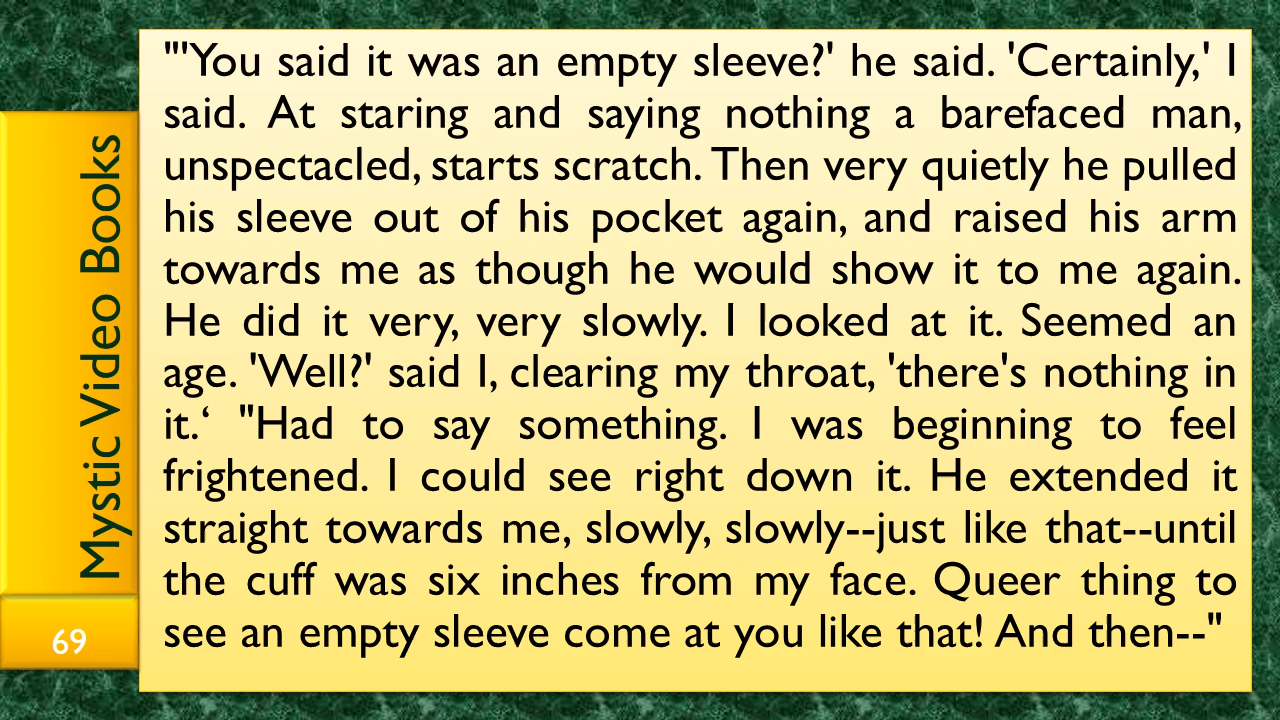 "'You said it was an empty sleeve?' he said. 'Certainly,' I
said. At staring and saying nothing a barefaced man,
unspectacled, starts scratch. Then very quietly he pulled
his sleeve out of his pocket again, and raised his arm
towards me as though he would show it to me again.
He did it very, very slowly. I looked at it. Seemed an
age. 'Well?' said I, clearing my throat, 'there's nothing in
it.‘ "Had to say something. I was beginning to feel
frightened. I could see right down it. He extended it
straight towards me, slowly, slowly--just like that--until
the cuff was six inches from my face. Queer thing to
see an empty sleeve come at you like that! And then--"
Mystic Video Books
69